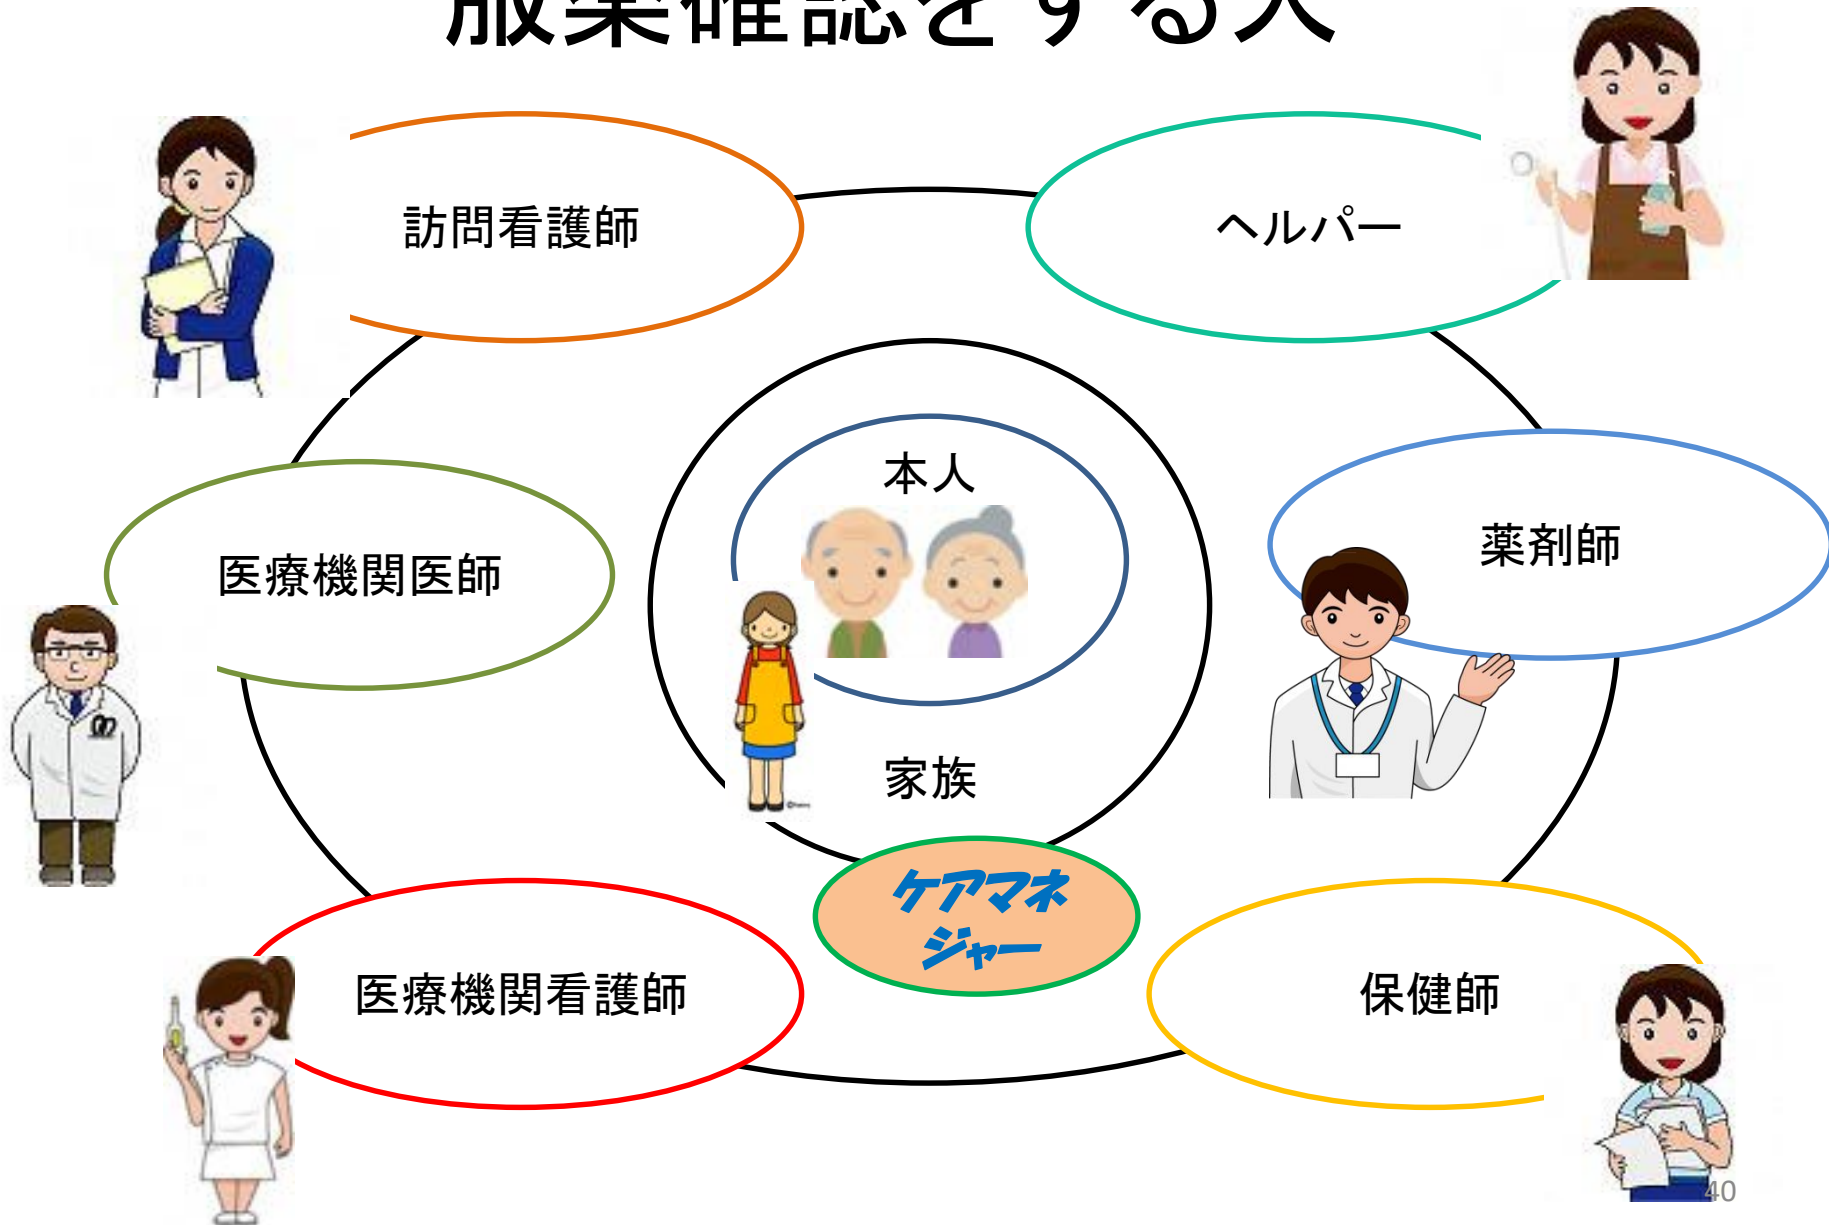 服薬確認をする人
訪問看護師
ヘルパー
本人
薬剤師
医療機関医師
家族
ケアマネ
ジャー
医療機関看護師
保健師
40